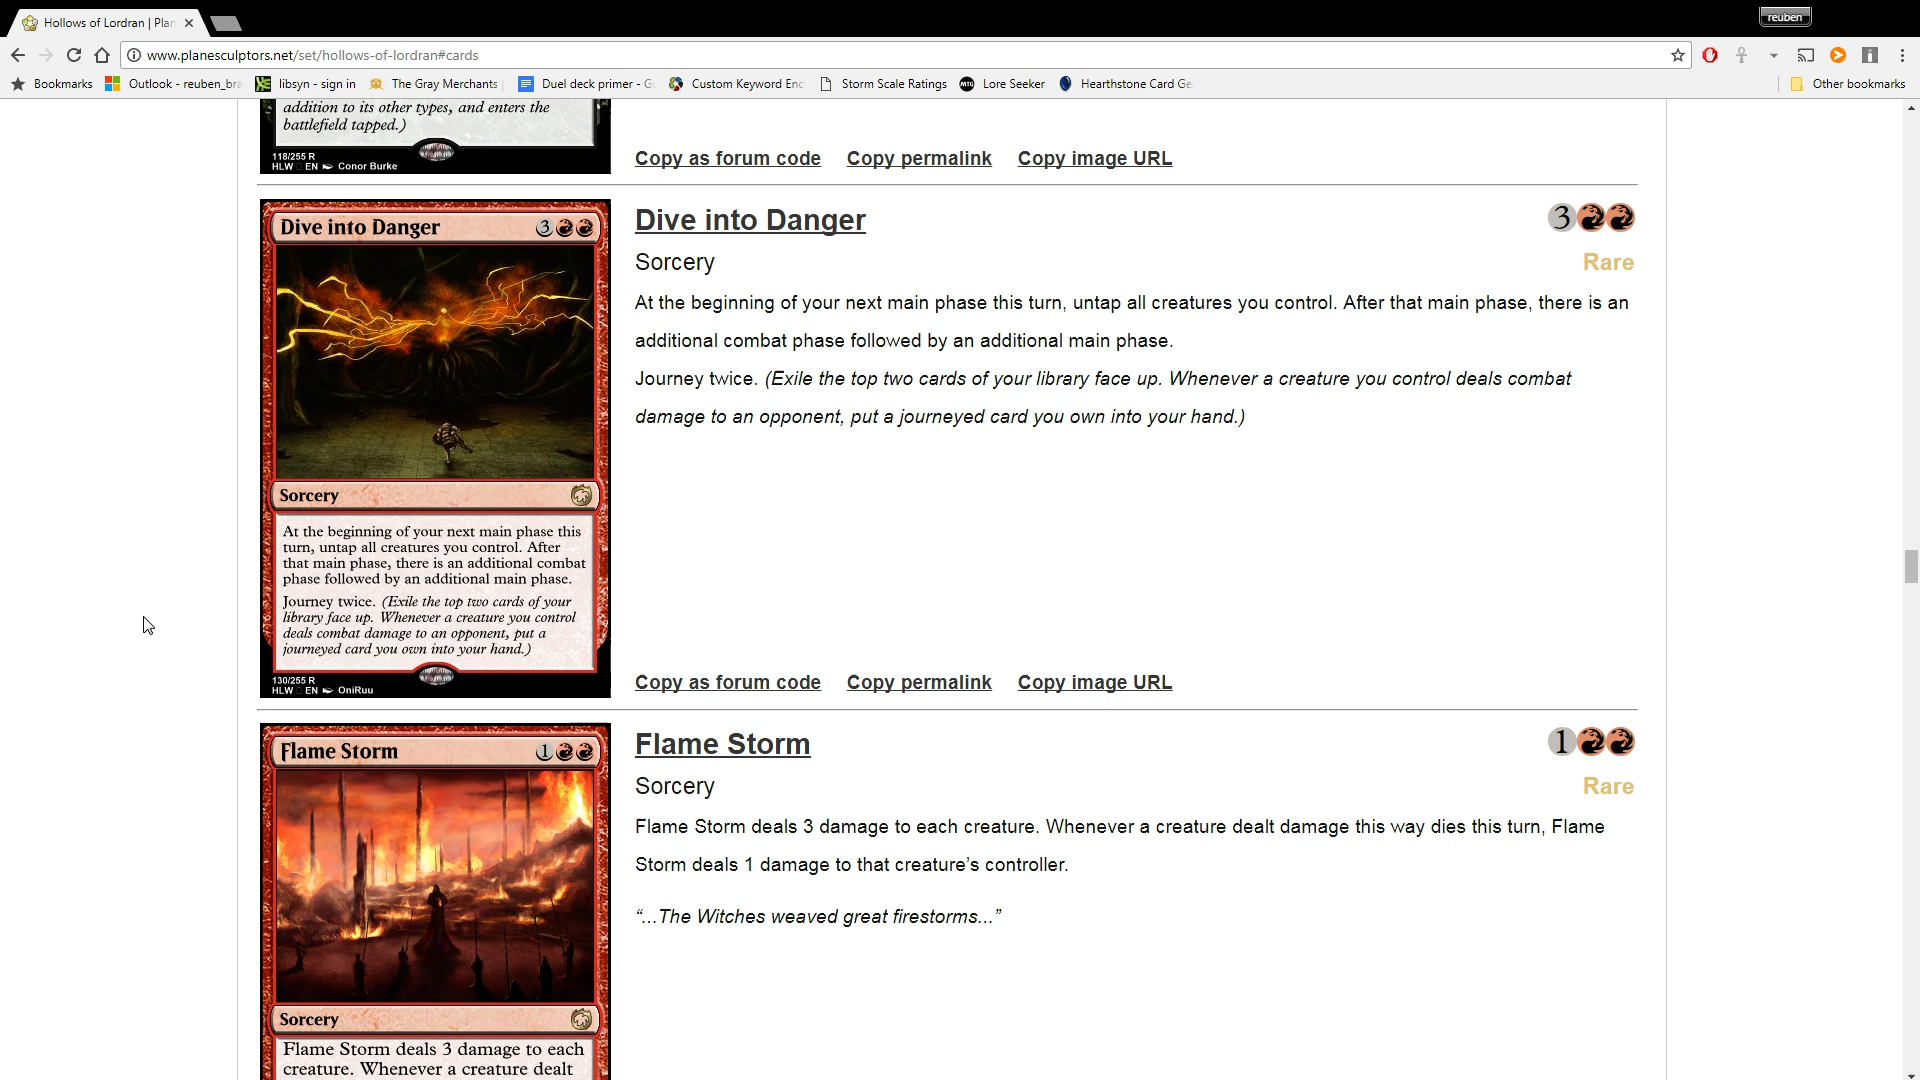 Hollows of Lordran | Plan
reuben
www.planesculptors.net/set/hollows-of-lordran#cards
Bookmarks Outlook - reuben_bra libsyn - sign in The Gray Merchants Duel deck primer - G Custom Keyword Enc Storm Scale Ratings MTG Lore Seeker Hearthstone Card Ge Other bookmarks
addition to its other types, and enters the
battlefield tapped.)
118/255 R
HLW EN Conor Burke
Copy as forum code Copy permalink Copy image URL
Dive into Danger 3
At the beginning of your next main phase this
turn, untap all creatures you control. After
that main phase, there is an additional combat
phase followed by an additional main phase.
Journey twice. (Exile the top two cards of your
library face up. Whenever a creature you control
deals combat damage to an opponent, put a
journeyed card you own into your hand.)
Sorcery
130/255 R
HLW EN OniRuu
Dive into Danger 3
Sorcery Rare
At the beginning of your next main phase this turn, untap all creatures you control. After that main phase, there is an
additional combat phase followed by an additional main phase.
Journey twice. (Exile the top two cards of your library face up. Whenever a creature you control deals combat
damage to an opponent, put a journeyed card you own into your hand.)
Copy as forum code Copy permalink Copy image URL
Flame Storm 1
Sorcery
Flame Storm deals 3 damage to each
creature. Whenever a creature dealt
Flame Storm 1
Sorcery Rare
Flame Storm deals 3 damage to each creature. Whenever a creature dealt damage this way dies this turn, Flame
Storm deals 1 damage to that creature’s controller.
“...The Witches weaved great firestorms...”